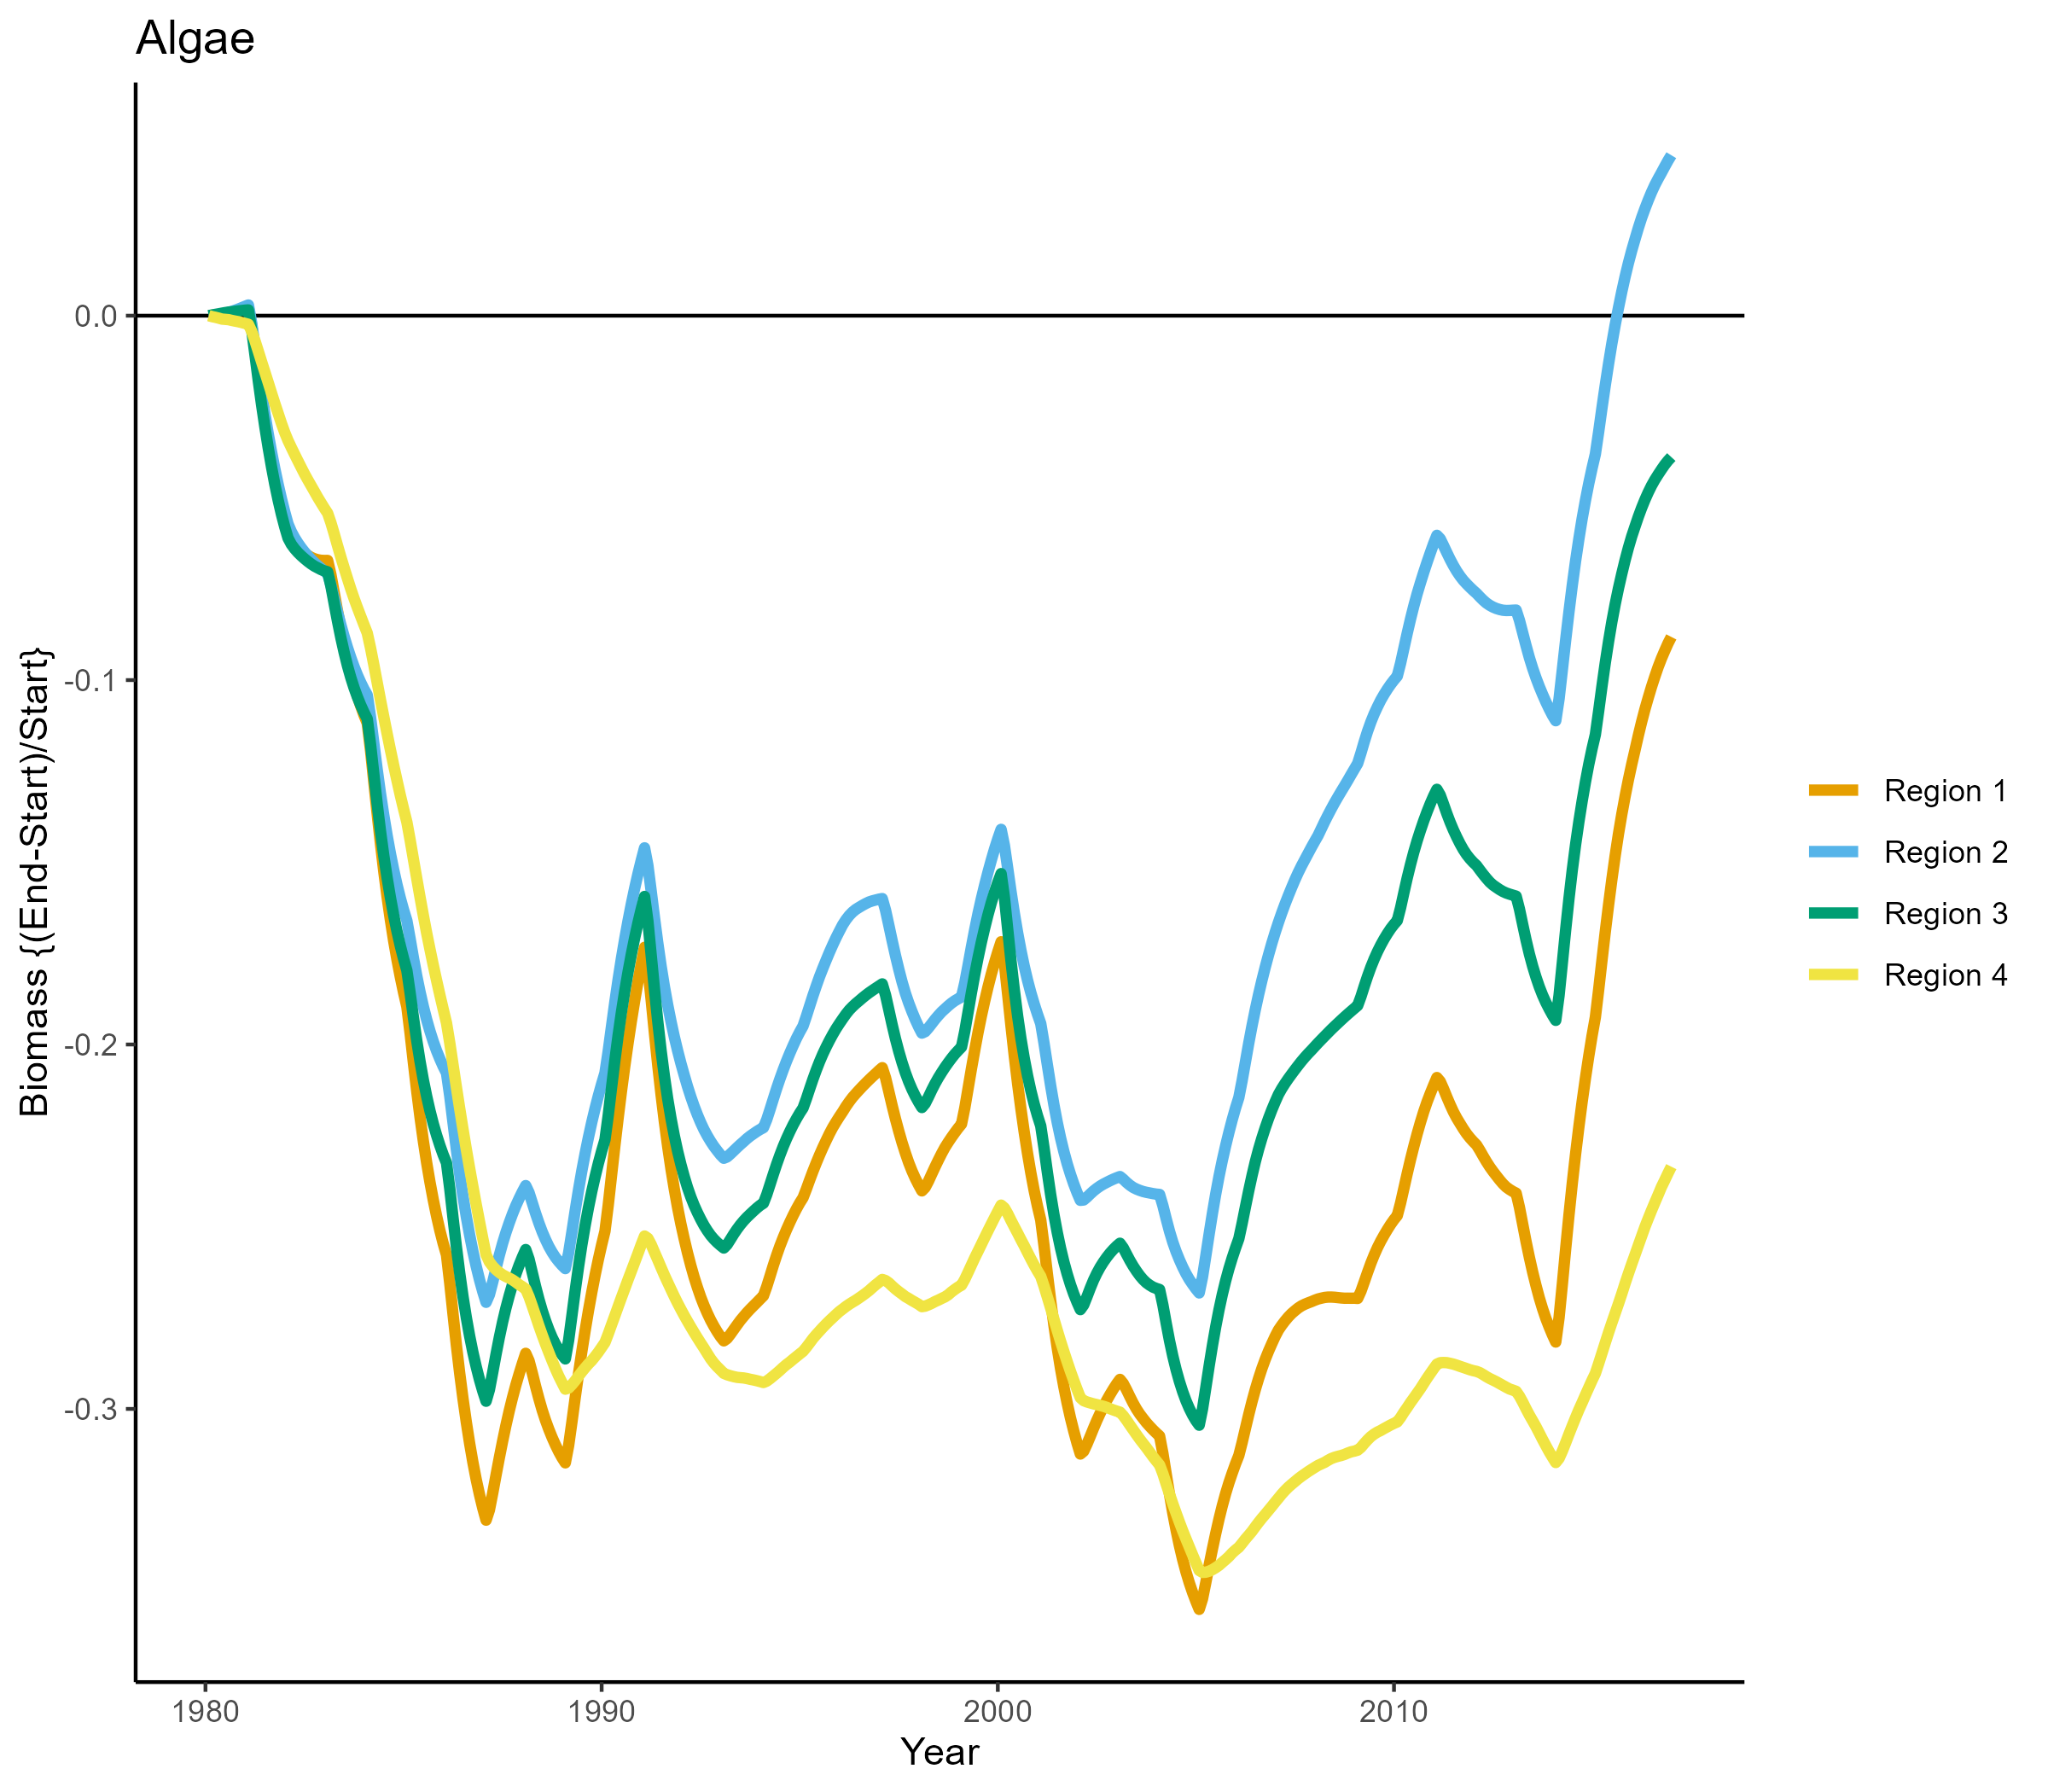 Algae
Biomass {(End-Start)/Start}
0.0
-0.1
-0.2
-0.3
1980
1990
2000
2010
Year
Region 1
Region 2
Region 3
Region 4